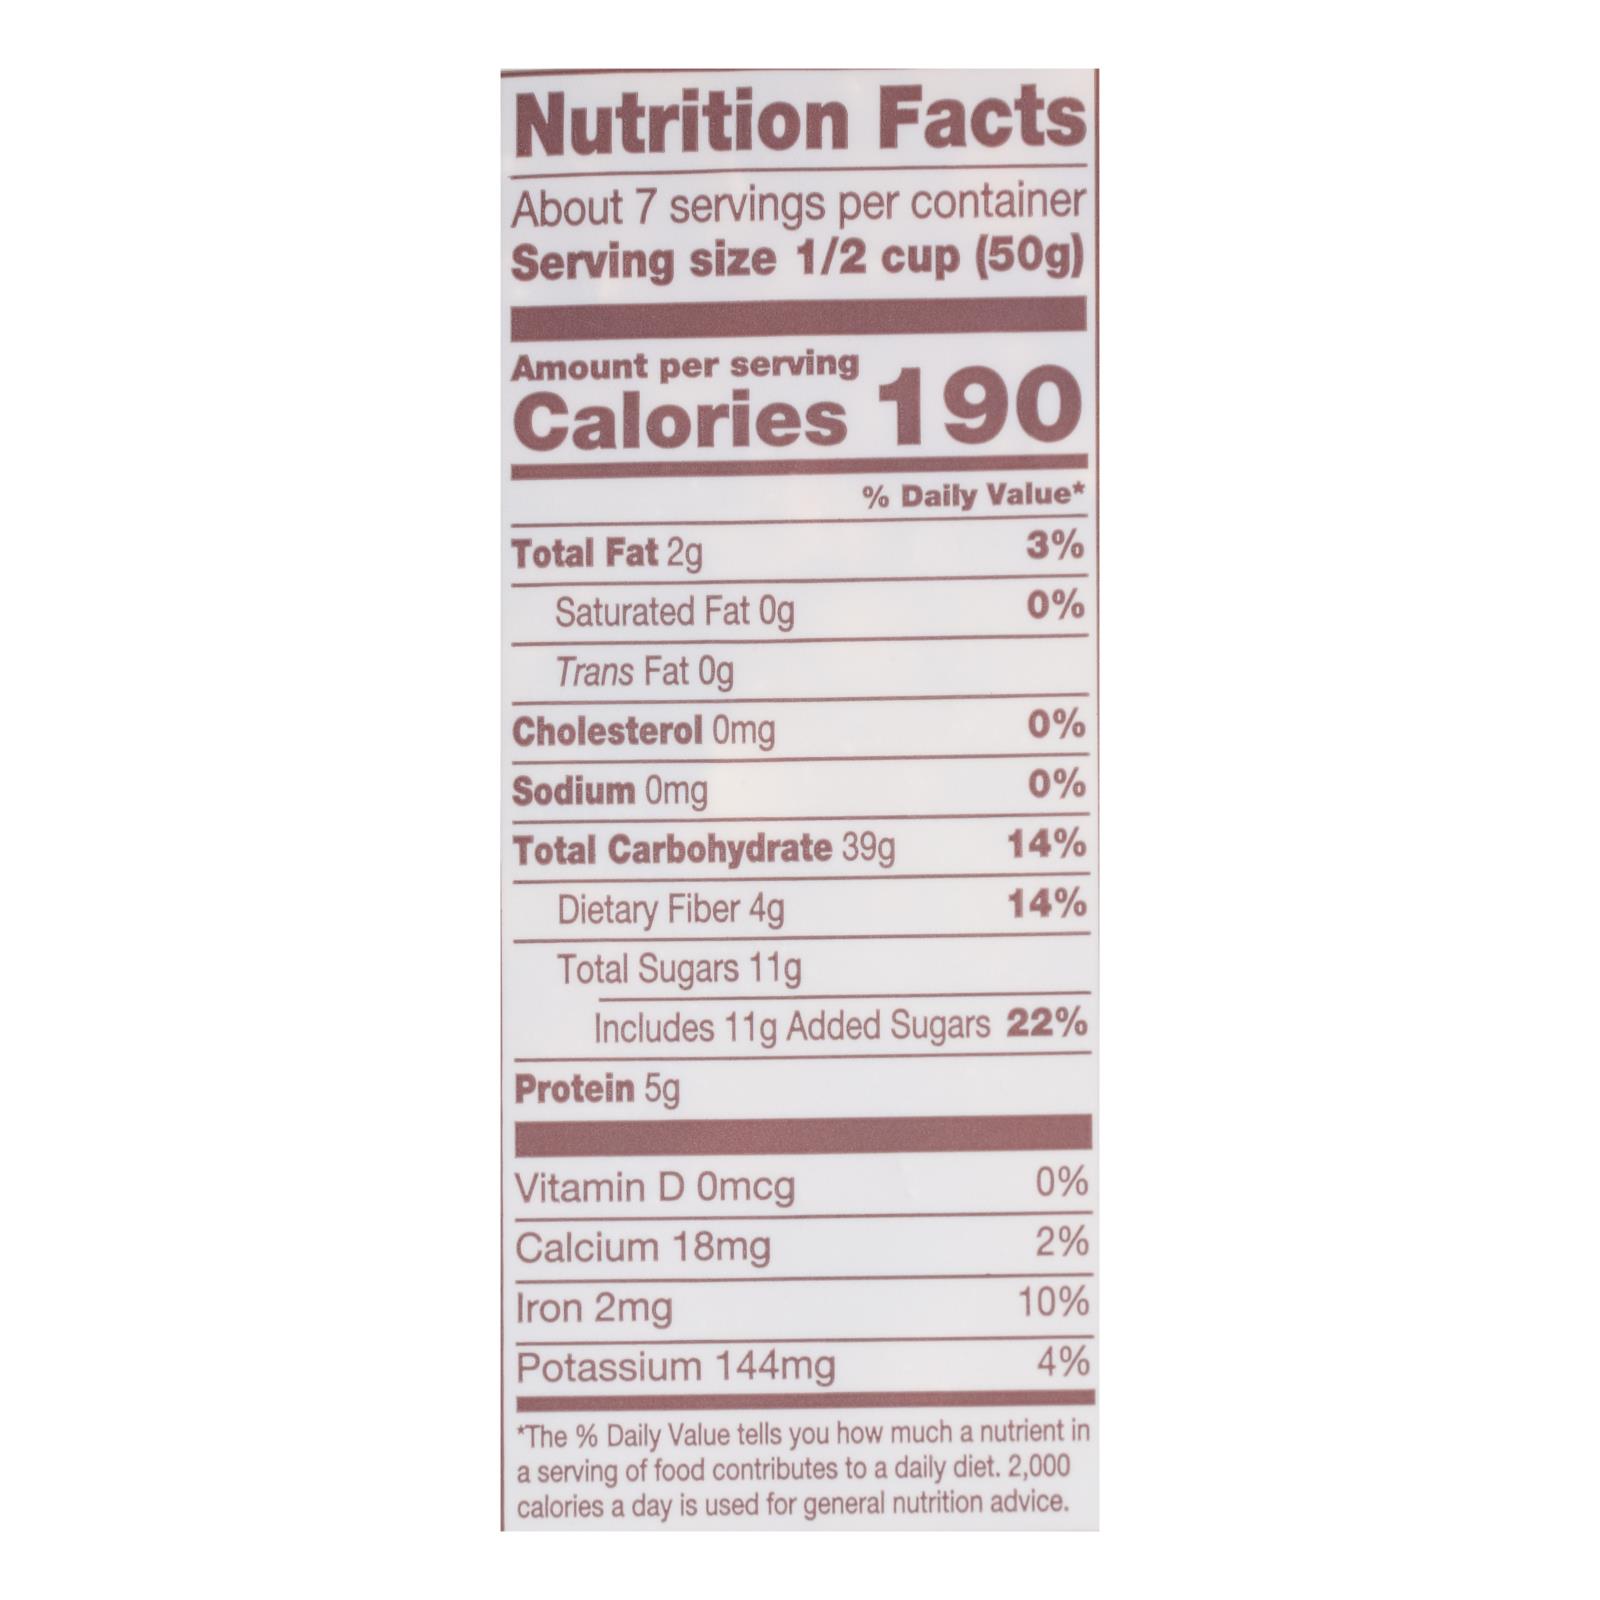 Nutrition Facts
About 7 servings per container
Serving size 1/2 cup (50g)
Amount per serving
Calories 190
% Daily Value*
Total Fat 2g 3%
Saturated Fat 0g 0%
Trans Fat 0g
Cholesterol 0mg 0%
Sodium 0mg 0%
Total Carbohydrate 39g 14%
Dietary Fiber 4g 14%
Total Sugars 11g
Includes 11g Added Sugars 22%
Protein 5g
Vitamin D 0mcg 0%
Calcium 18mg 2%
Iron 2mg 10%
Potassium 144mg 4%
*The % Daily Value tells you how much a nutrient in
a serving of food contributes to a daily diet. 2,000
calories a day is used for general nutrition advice.